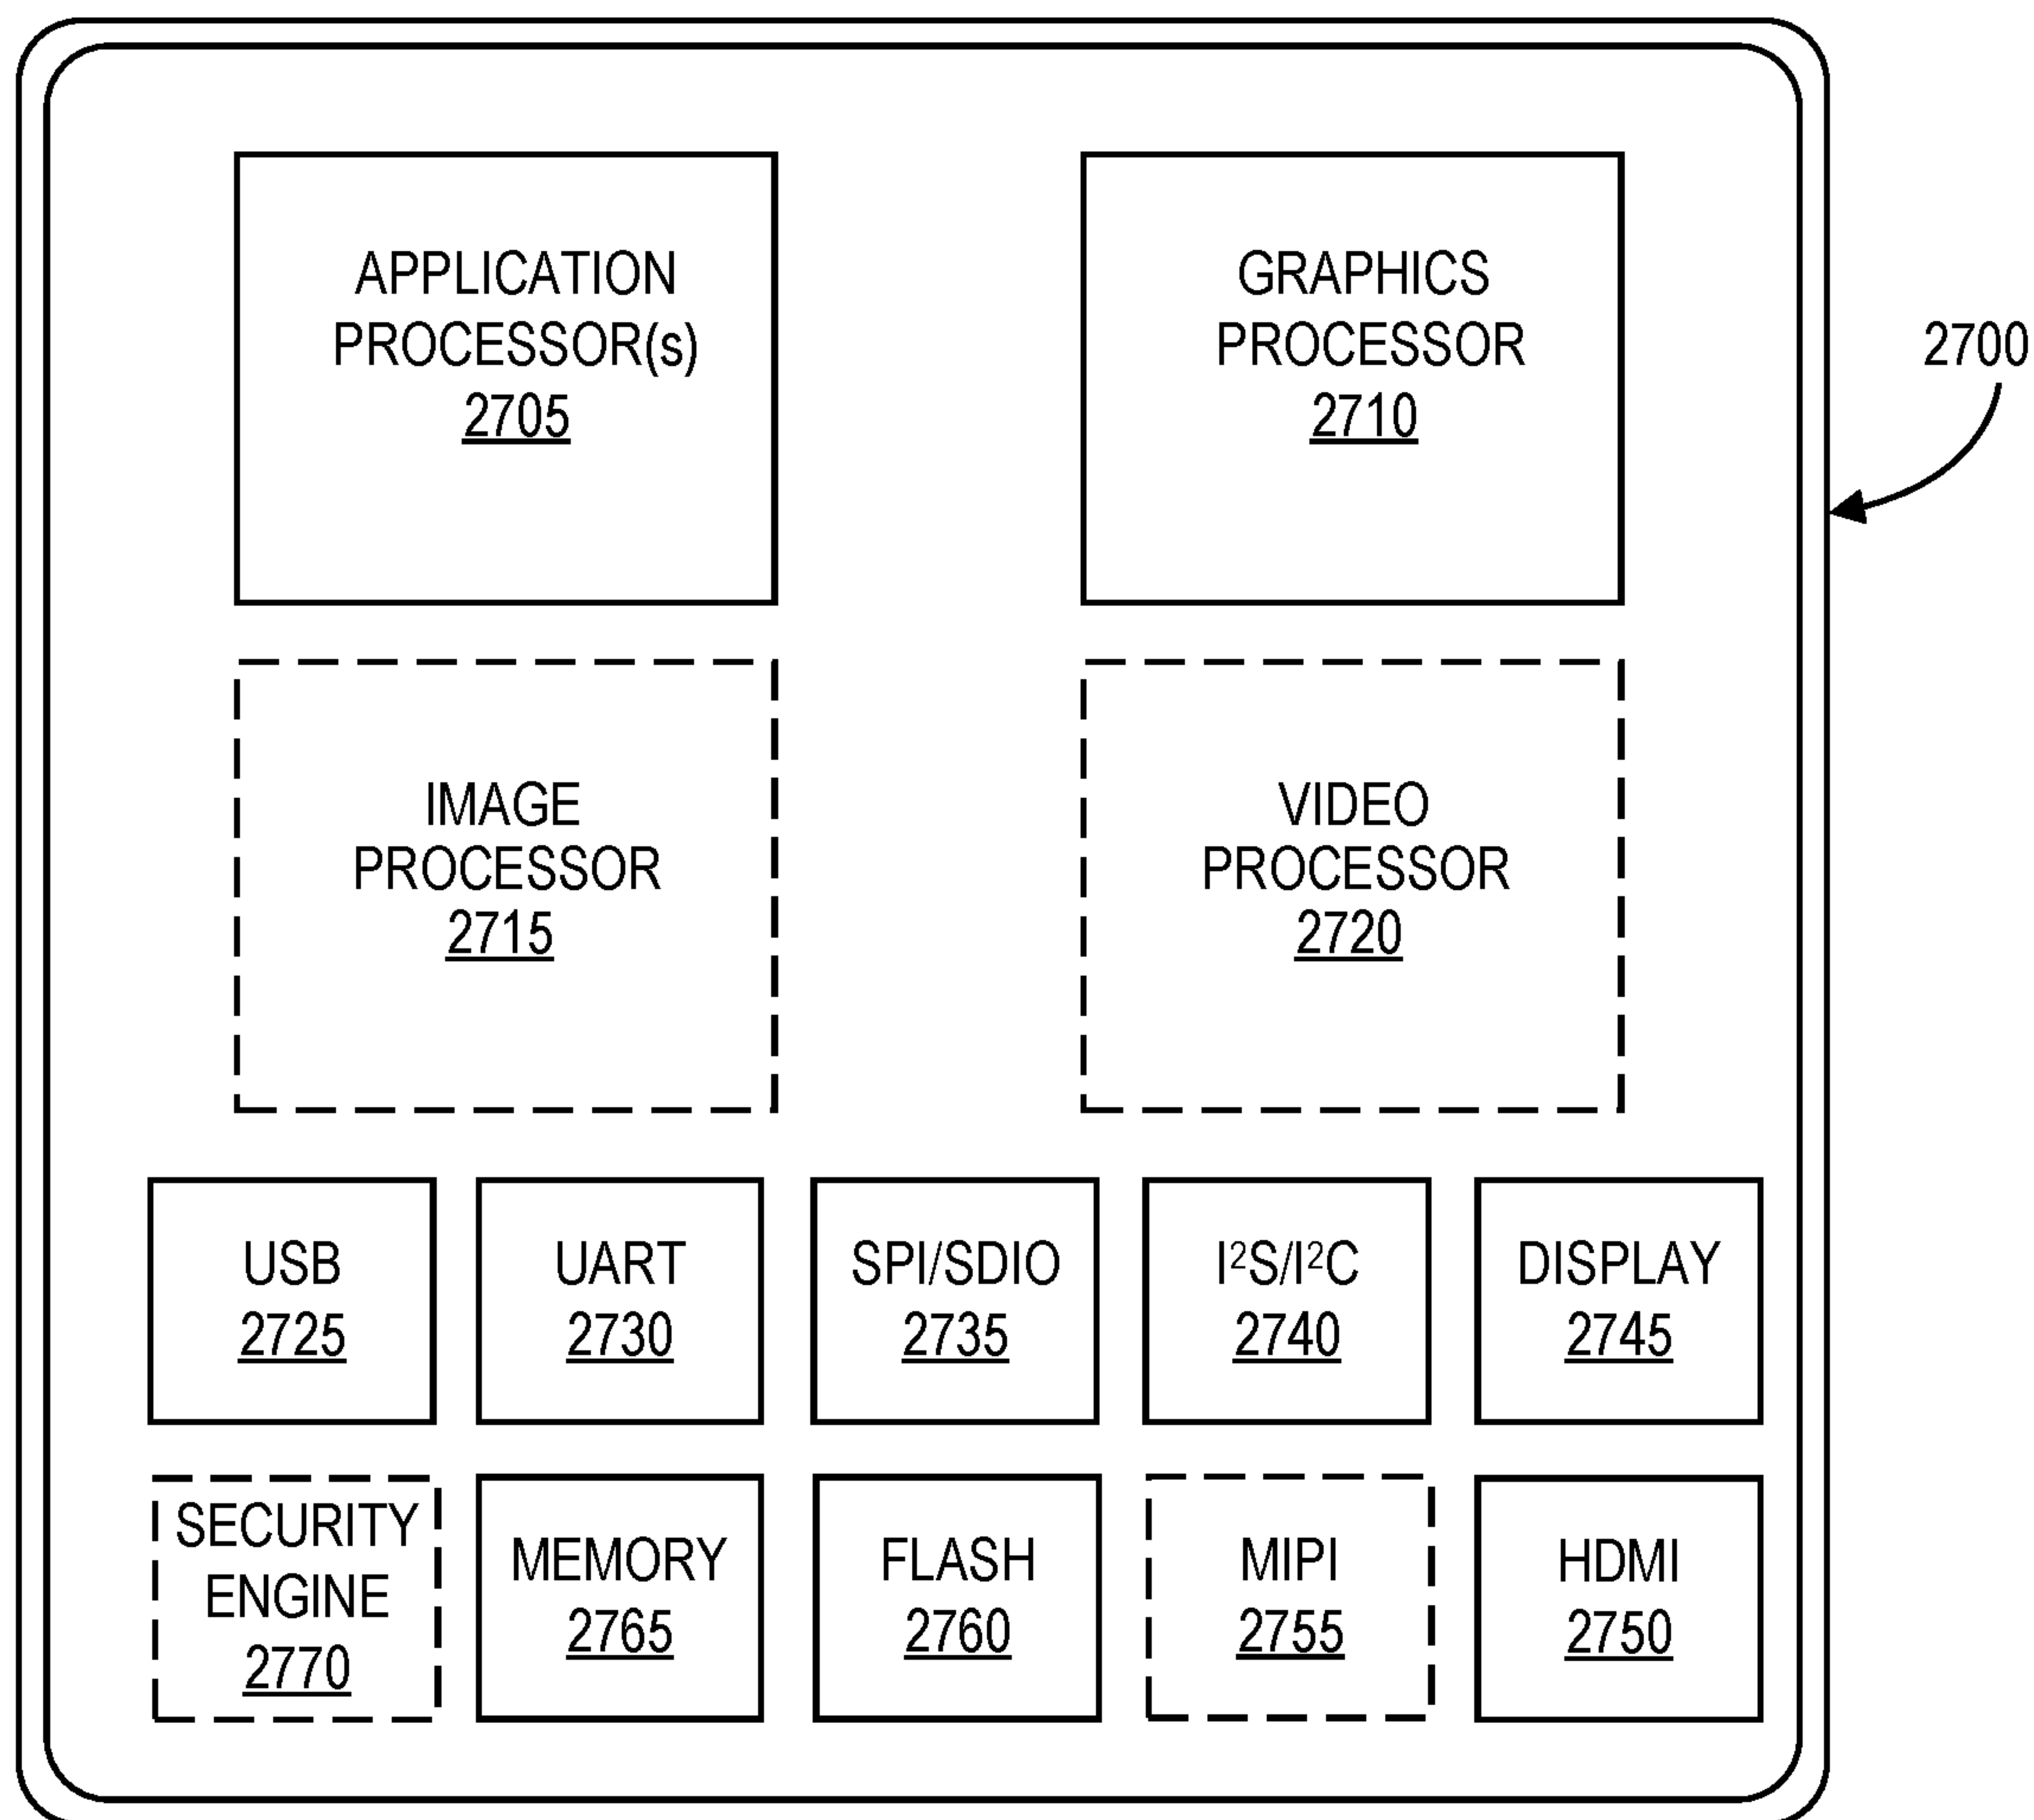 APPLICATION
PROCESSOR(s)
2705
GRAPHICS
PROCESSOR
2710
2700
IMAGE
PROCESSOR
2715
VIDEO
PROCESSOR
2720
USB
2725
UART
2730
SPI/SDIO
2735
I²S/I²C
2740
DISPLAY
2745
SECURITY
ENGINE
2770
MEMORY
2765
FLASH
2760
MIPI
2755
HDMI
2750